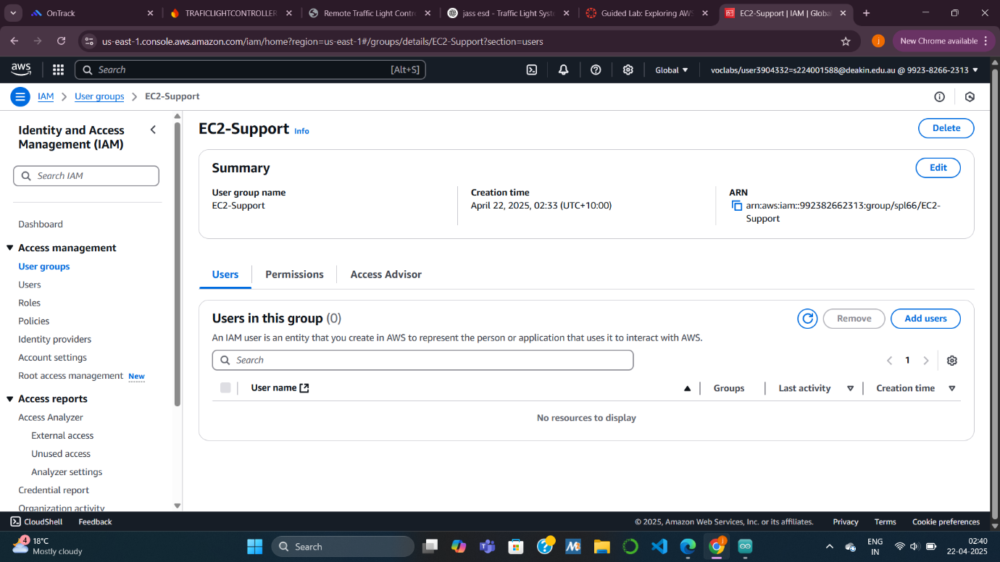 OnTrack
TRAFICLIGHTCONTROLLER
Remote Traffic Light Contr
jass esd - Traffic Light Syst
Guided Lab: Exploring AWS
EC2-Support | IAM | Global
us-east-1.console.aws.amazon.com/iam/home?region=us-east-1#/groups/details/EC2-Support?section=users
j
New Chrome available
aws
Search
[Alt+S]
Global
voclabs/user3904332=s224001588@deakin.edu.au @ 9923-8266-2313
IAM
User groups
EC2-Support
Identity and Access
Management (IAM)
Search IAM
Dashboard
Access management
User groups
Users
Roles
Policies
Identity providers
Account settings
Root access management New
Access reports
Access Analyzer
External access
Unused access
Analyzer settings
Credential report
Organization activity
EC2-Support Info
Delete
Summary
Edit
User group name
EC2-Support
Creation time
April 22, 2025, 02:33 (UTC+10:00)
ARN
arn:aws:iam::992382662313:group/spl66/EC2-
Support
Users
Permissions
Access Advisor
Users in this group (0)
Remove
Add users
An IAM user is an entity that you create in AWS to represent the person or application that uses it to interact with AWS.
Search
1
User name
Groups
Last activity
Creation time
No resources to display
CloudShell
Feedback
© 2025, Amazon Web Services, Inc. or its affiliates.
Privacy
Terms
Cookie preferences
4
18°C
Mostly cloudy
Search
j
ENG
IN
02:40
22-04-2025